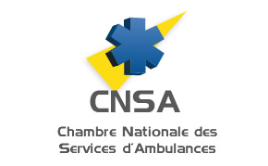 CNSA
Chambre Nationale des
Services d'Ambulances